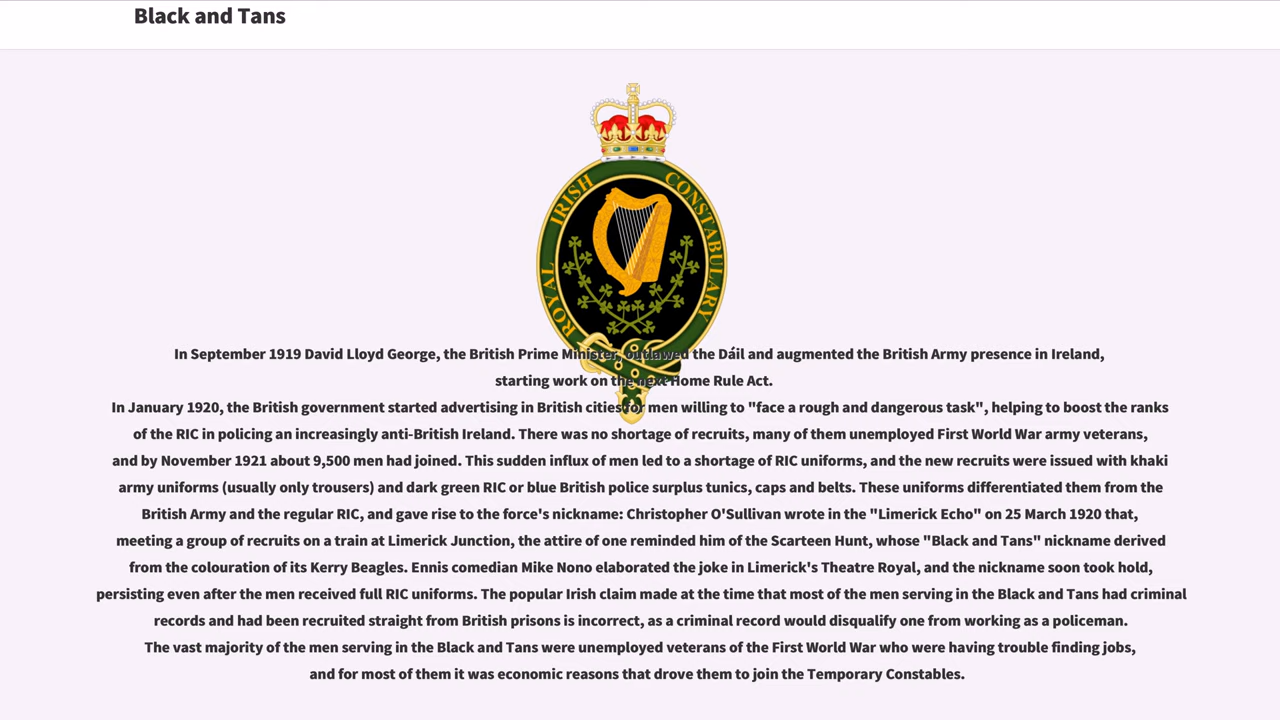 Black and Tans
ROYAL IRISH CONSTABULARY
In September 1919 David Lloyd George, the British Prime Minister, outlawed the Dáil and augmented the British Army presence in Ireland,
starting work on the next Home Rule Act.
In January 1920, the British government started advertising in British cities for men willing to "face a rough and dangerous task", helping to boost the ranks
of the RIC in policing an increasingly anti-British Ireland. There was no shortage of recruits, many of them unemployed First World War army veterans,
and by November 1921 about 9,500 men had joined. This sudden influx of men led to a shortage of RIC uniforms, and the new recruits were issued with khaki
army uniforms (usually only trousers) and dark green RIC or blue British police surplus tunics, caps and belts. These uniforms differentiated them from the
British Army and the regular RIC, and gave rise to the force's nickname: Christopher O'Sullivan wrote in the "Limerick Echo" on 25 March 1920 that,
meeting a group of recruits on a train at Limerick Junction, the attire of one reminded him of the Scarteen Hunt, whose "Black and Tans" nickname derived
from the colouration of its Kerry Beagles. Ennis comedian Mike Nono elaborated the joke in Limerick's Theatre Royal, and the nickname soon took hold,
persisting even after the men received full RIC uniforms. The popular Irish claim made at the time that most of the men serving in the Black and Tans had criminal
records and had been recruited straight from British prisons is incorrect, as a criminal record would disqualify one from working as a policeman.
The vast majority of the men serving in the Black and Tans were unemployed veterans of the First World War who were having trouble finding jobs,
and for most of them it was economic reasons that drove them to join the Temporary Constables.